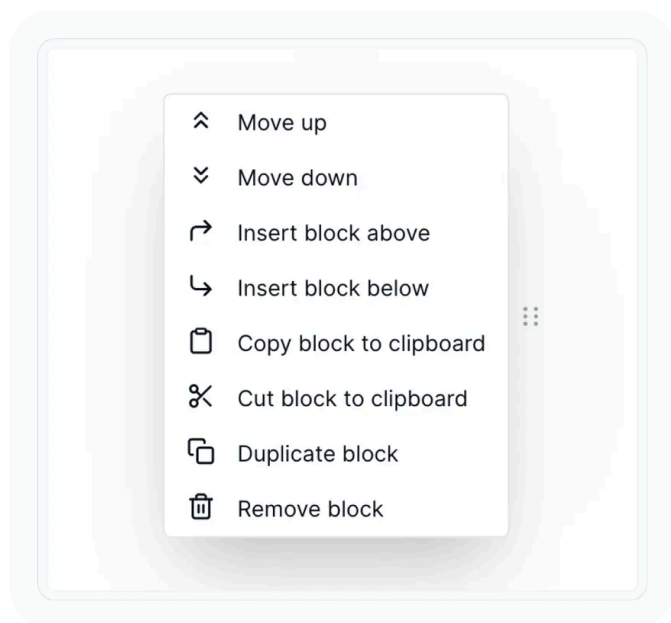 Move up
Move down
Insert block above
Insert block below
Copy block to clipboard
Cut block to clipboard
Duplicate block
Remove block